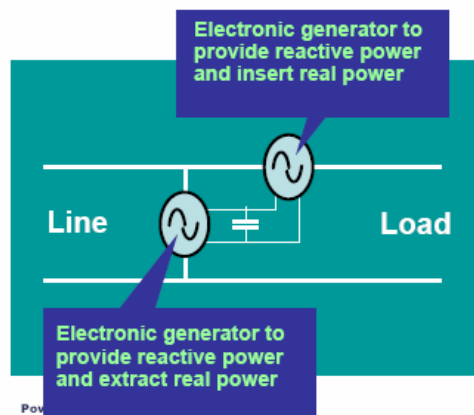 Electronic generator to
provide reactive power
and insert real power
Line
Load
Electronic generator to
provide reactive power
and extract real power